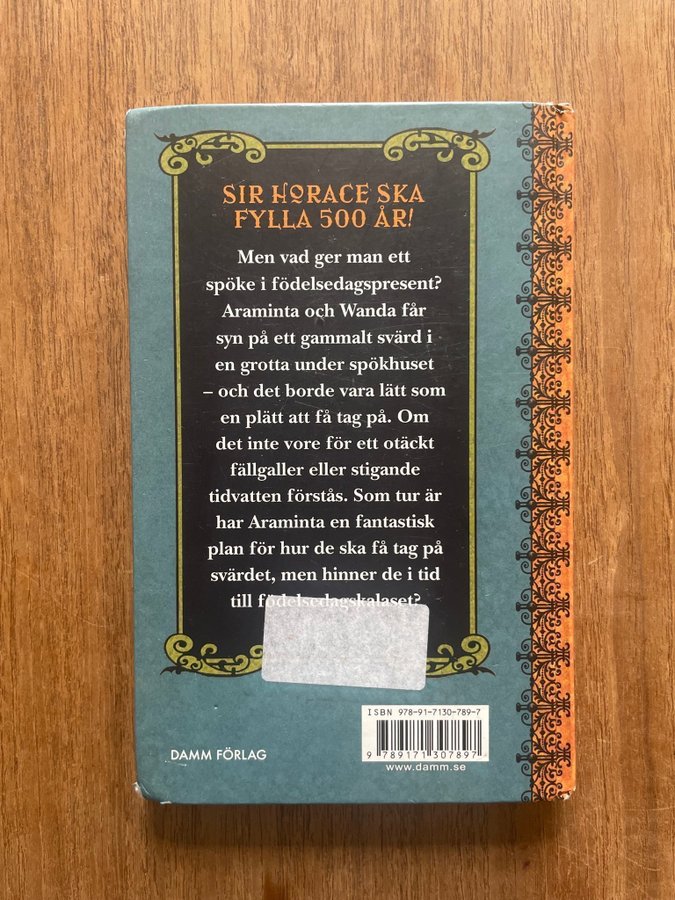 SIR HORACE SKA
FYLLA 500 ÅR!
Men vad ger man ett
spöke i födelsedagspresent?
Araminta och Wanda får
syn på ett gammalt svärd i
en grotta under spökhuset
– och det borde vara lätt som
en plätt att få tag på. Om
det inte vore för ett otäckt
fällgaller eller stigande
tidvatten förstås. Som tur är
har Araminta en fantastisk
plan för hur de ska få tag på
svärdet, men hinner de i tid
till födelsedagskalaset?
ISBN 978-91-7130-789-7
9 789171 307897
www.damm.se
DAMM FÖRLAG